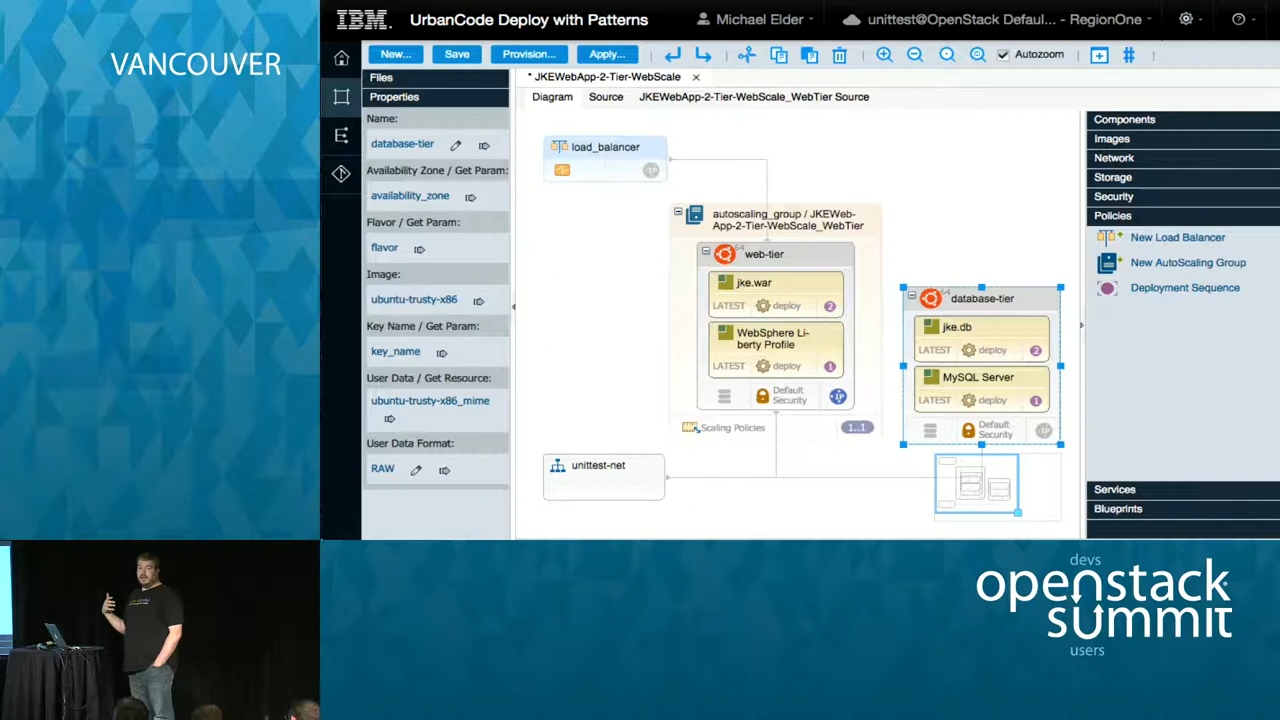 VANCOUVER
IBM.
UrbanCode Deploy with Patterns
Michael Elder
unittest@OpenStack Defaul... - RegionOne
New...
Save
Provision...
Apply...
Autozoom
Files
Properties
Name:
database-tier
Availability Zone / Get Param:
availability_zone
Flavor / Get Param:
flavor
Image:
ubuntu-trusty-x86
Key Name / Get Param:
key_name
User Data / Get Resource:
ubuntu-trusty-x86_mime
User Data Format:
RAW
* JKEWebApp-2-Tier-WebScale
Diagram
Source
JKEWebApp-2-Tier-WebScale_WebTier Source
load_balancer
IP
autoscaling_group / JKEWeb-
App-2-Tier-WebScale_WebTier
64
web-tier
jke.war
LATEST
deploy
2
WebSphere Li-
berty Profile
LATEST
deploy
1
Default
Security
IP
Scaling Policies
1..1
unittest-net
64
database-tier
jke.db
LATEST
deploy
2
MySQL Server
LATEST
deploy
1
Default
Security
IP
Components
Images
Network
Storage
Security
Policies
New Load Balancer
New AutoScaling Group
Deployment Sequence
Services
Blueprints
devs
openstack
summit
users